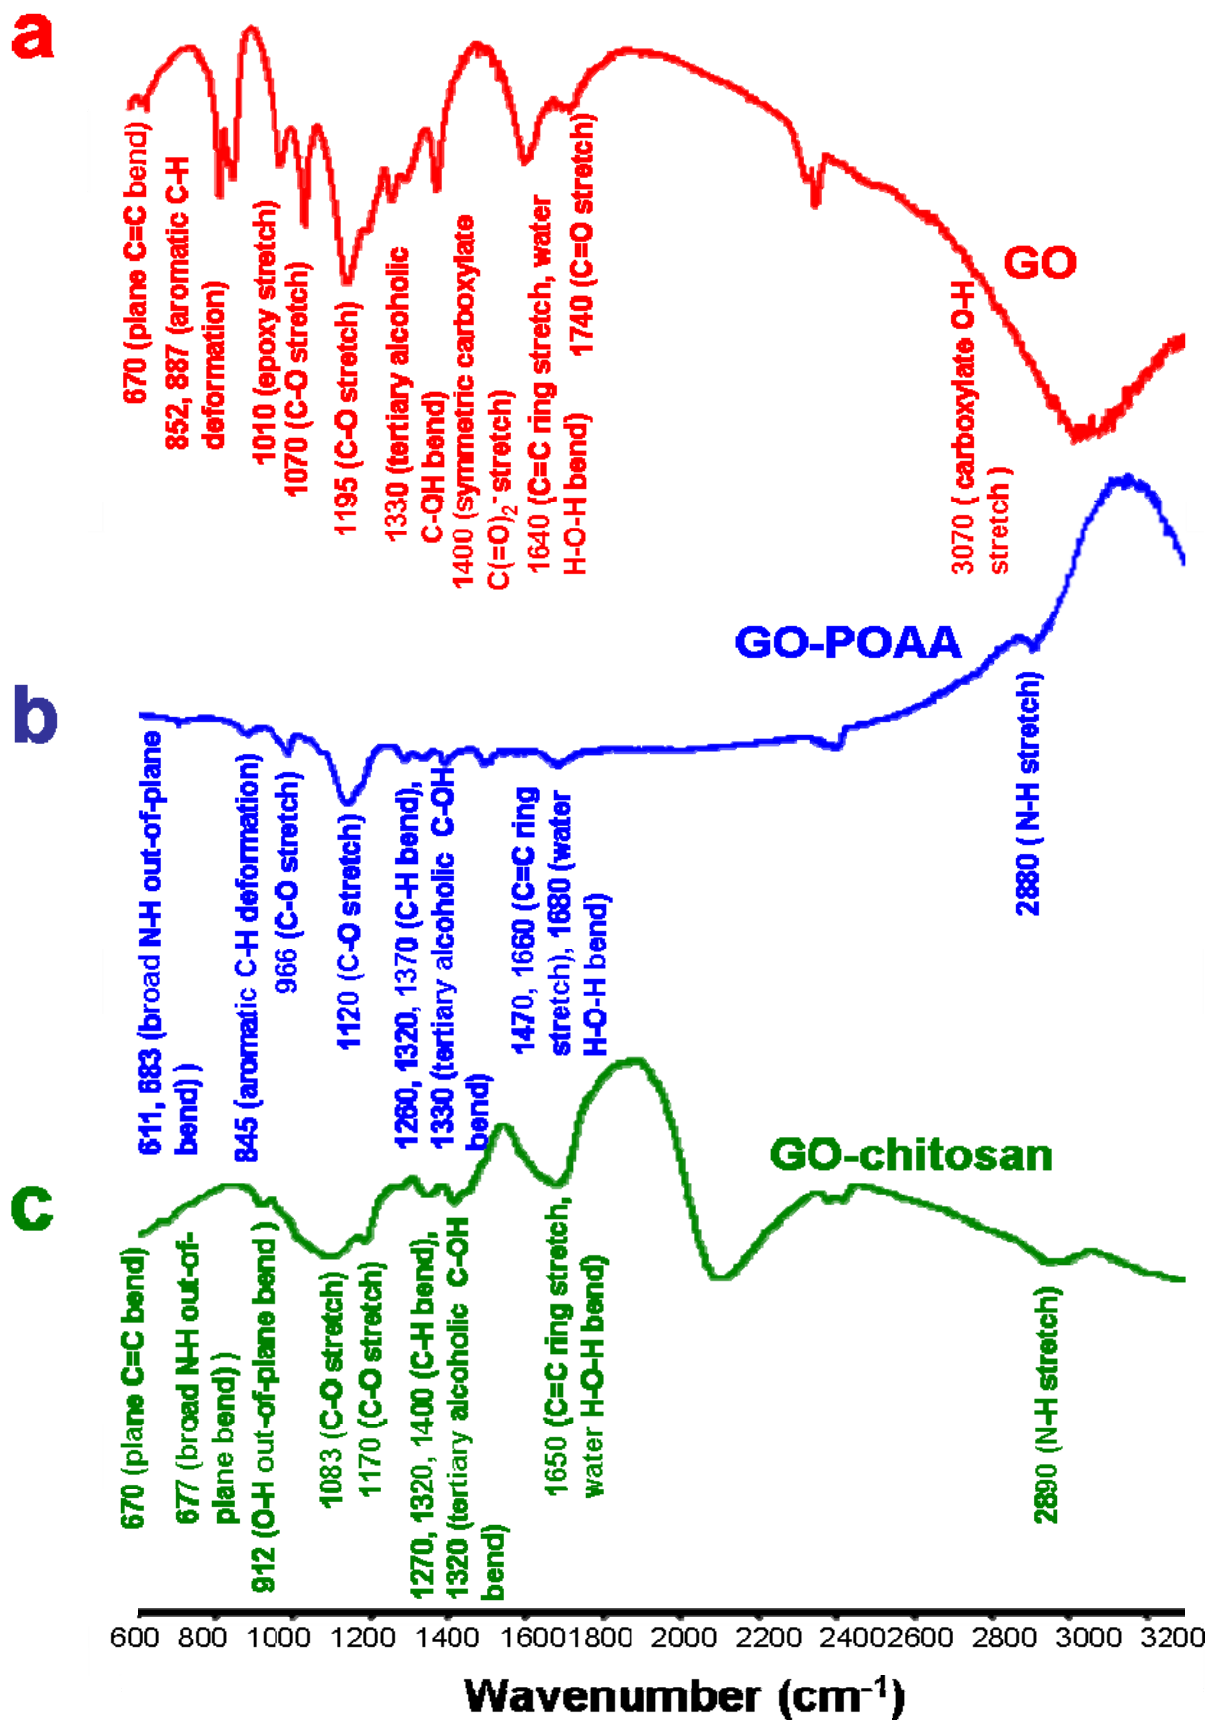 a
670 (plane C=C bend)
852, 887 (aromatic C-H
deformation)
1010 (epoxy stretch)
1070 (C-O stretch)
1195 (C-O stretch)
1330 (tertiary alcoholic
C-OH bend)
1400 (symmetric carboxylate
C(=O)₂⁻ stretch)
1640 (C=C ring stretch, water
H-O-H bend)
1740 (C=O stretch)
GO
3070 ( carboxylate O-H
stretch )
b
GO-POAA
611, 683 (broad N-H out-of-plane
bend) )
845 (aromatic C-H deformation)
966 (C-O stretch)
1120 (C-O stretch)
1260, 1320, 1370 (C-H bend),
1330 (tertiary alcoholic C-OH
bend)
1470, 1660 (C=C ring
stretch), 1680 (water
H-O-H bend)
2880 ( N-H stretch)
c
GO-chitosan
670 (plane C=C bend)
677 (broad N-H out-of-
plane bend) )
912 (O-H out-of-plane bend )
1083 (C-O stretch)
1170 (C-O stretch)
1270, 1320, 1400 (C-H bend),
1320 (tertiary alcoholic C-OH
bend)
1650 (C=C ring stretch,
water H-O-H bend)
2890 (N-H stretch)
600 800 1000 1200 1400 1600 1800 2000 2200 2400 2600 2800 3000 3200
Wavenumber (cm⁻¹)